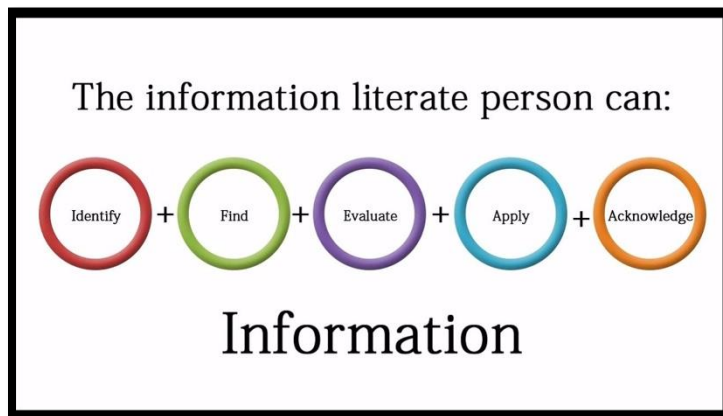 The information literate person can:
Identify + Find + Evaluate + Apply + Acknowledge
Information